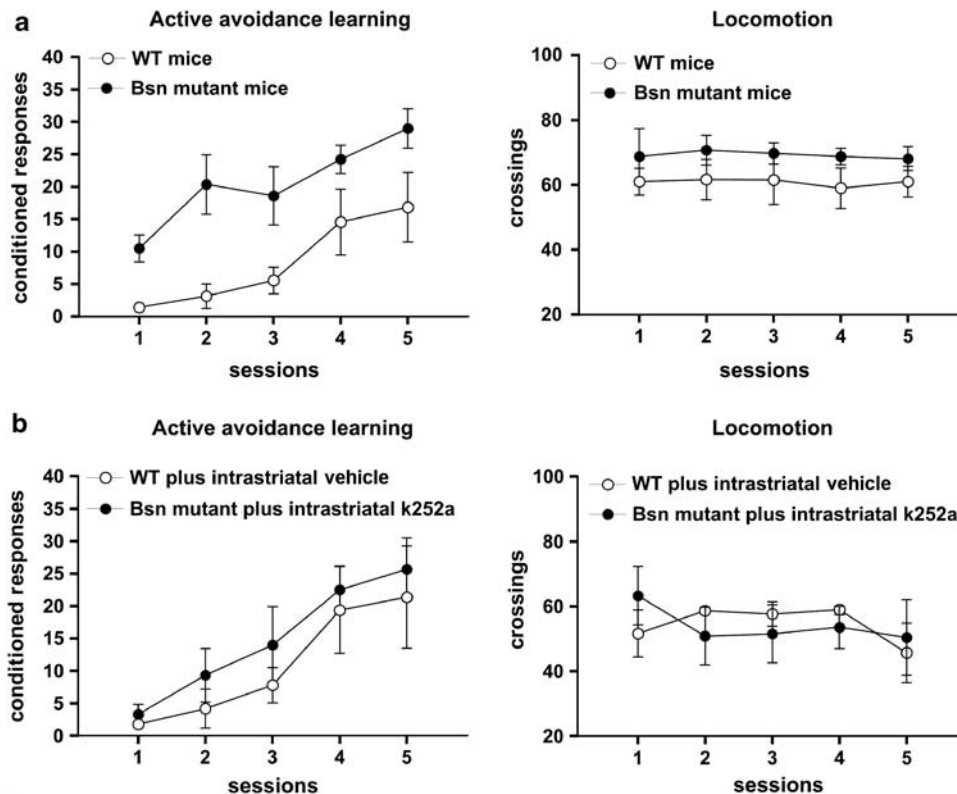 a
Active avoidance learning
WT mice
Bsn mutant mice
conditioned responses
40
35
30
25
20
15
10
5
0
1 2 3 4 5
sessions
Locomotion
WT mice
Bsn mutant mice
crossings
100
80
60
40
20
1 2 3 4 5
sessions
b
Active avoidance learning
WT plus intrastriatal vehicle
Bsn mutant plus intrastriatal k252a
conditioned responses
40
35
30
25
20
15
10
5
0
1 2 3 4 5
sessions
Locomotion
WT plus intrastriatal vehicle
Bsn mutant plus intrastriatal k252a
crossings
100
80
60
40
20
1 2 3 4 5
sessions